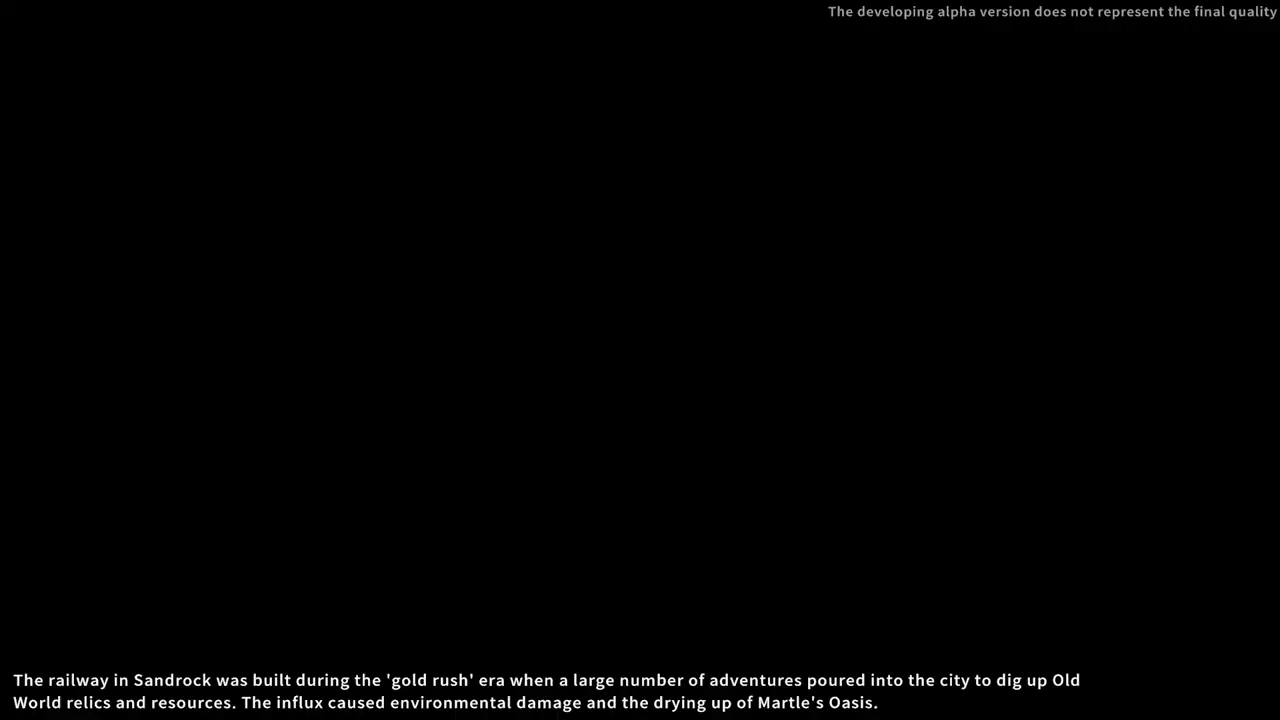 The developing alpha version does not represent the final quality
The railway in Sandrock was built during the 'gold rush' era when a large number of adventures poured into the city to dig up Old
World relics and resources. The influx caused environmental damage and the drying up of Martle's Oasis.